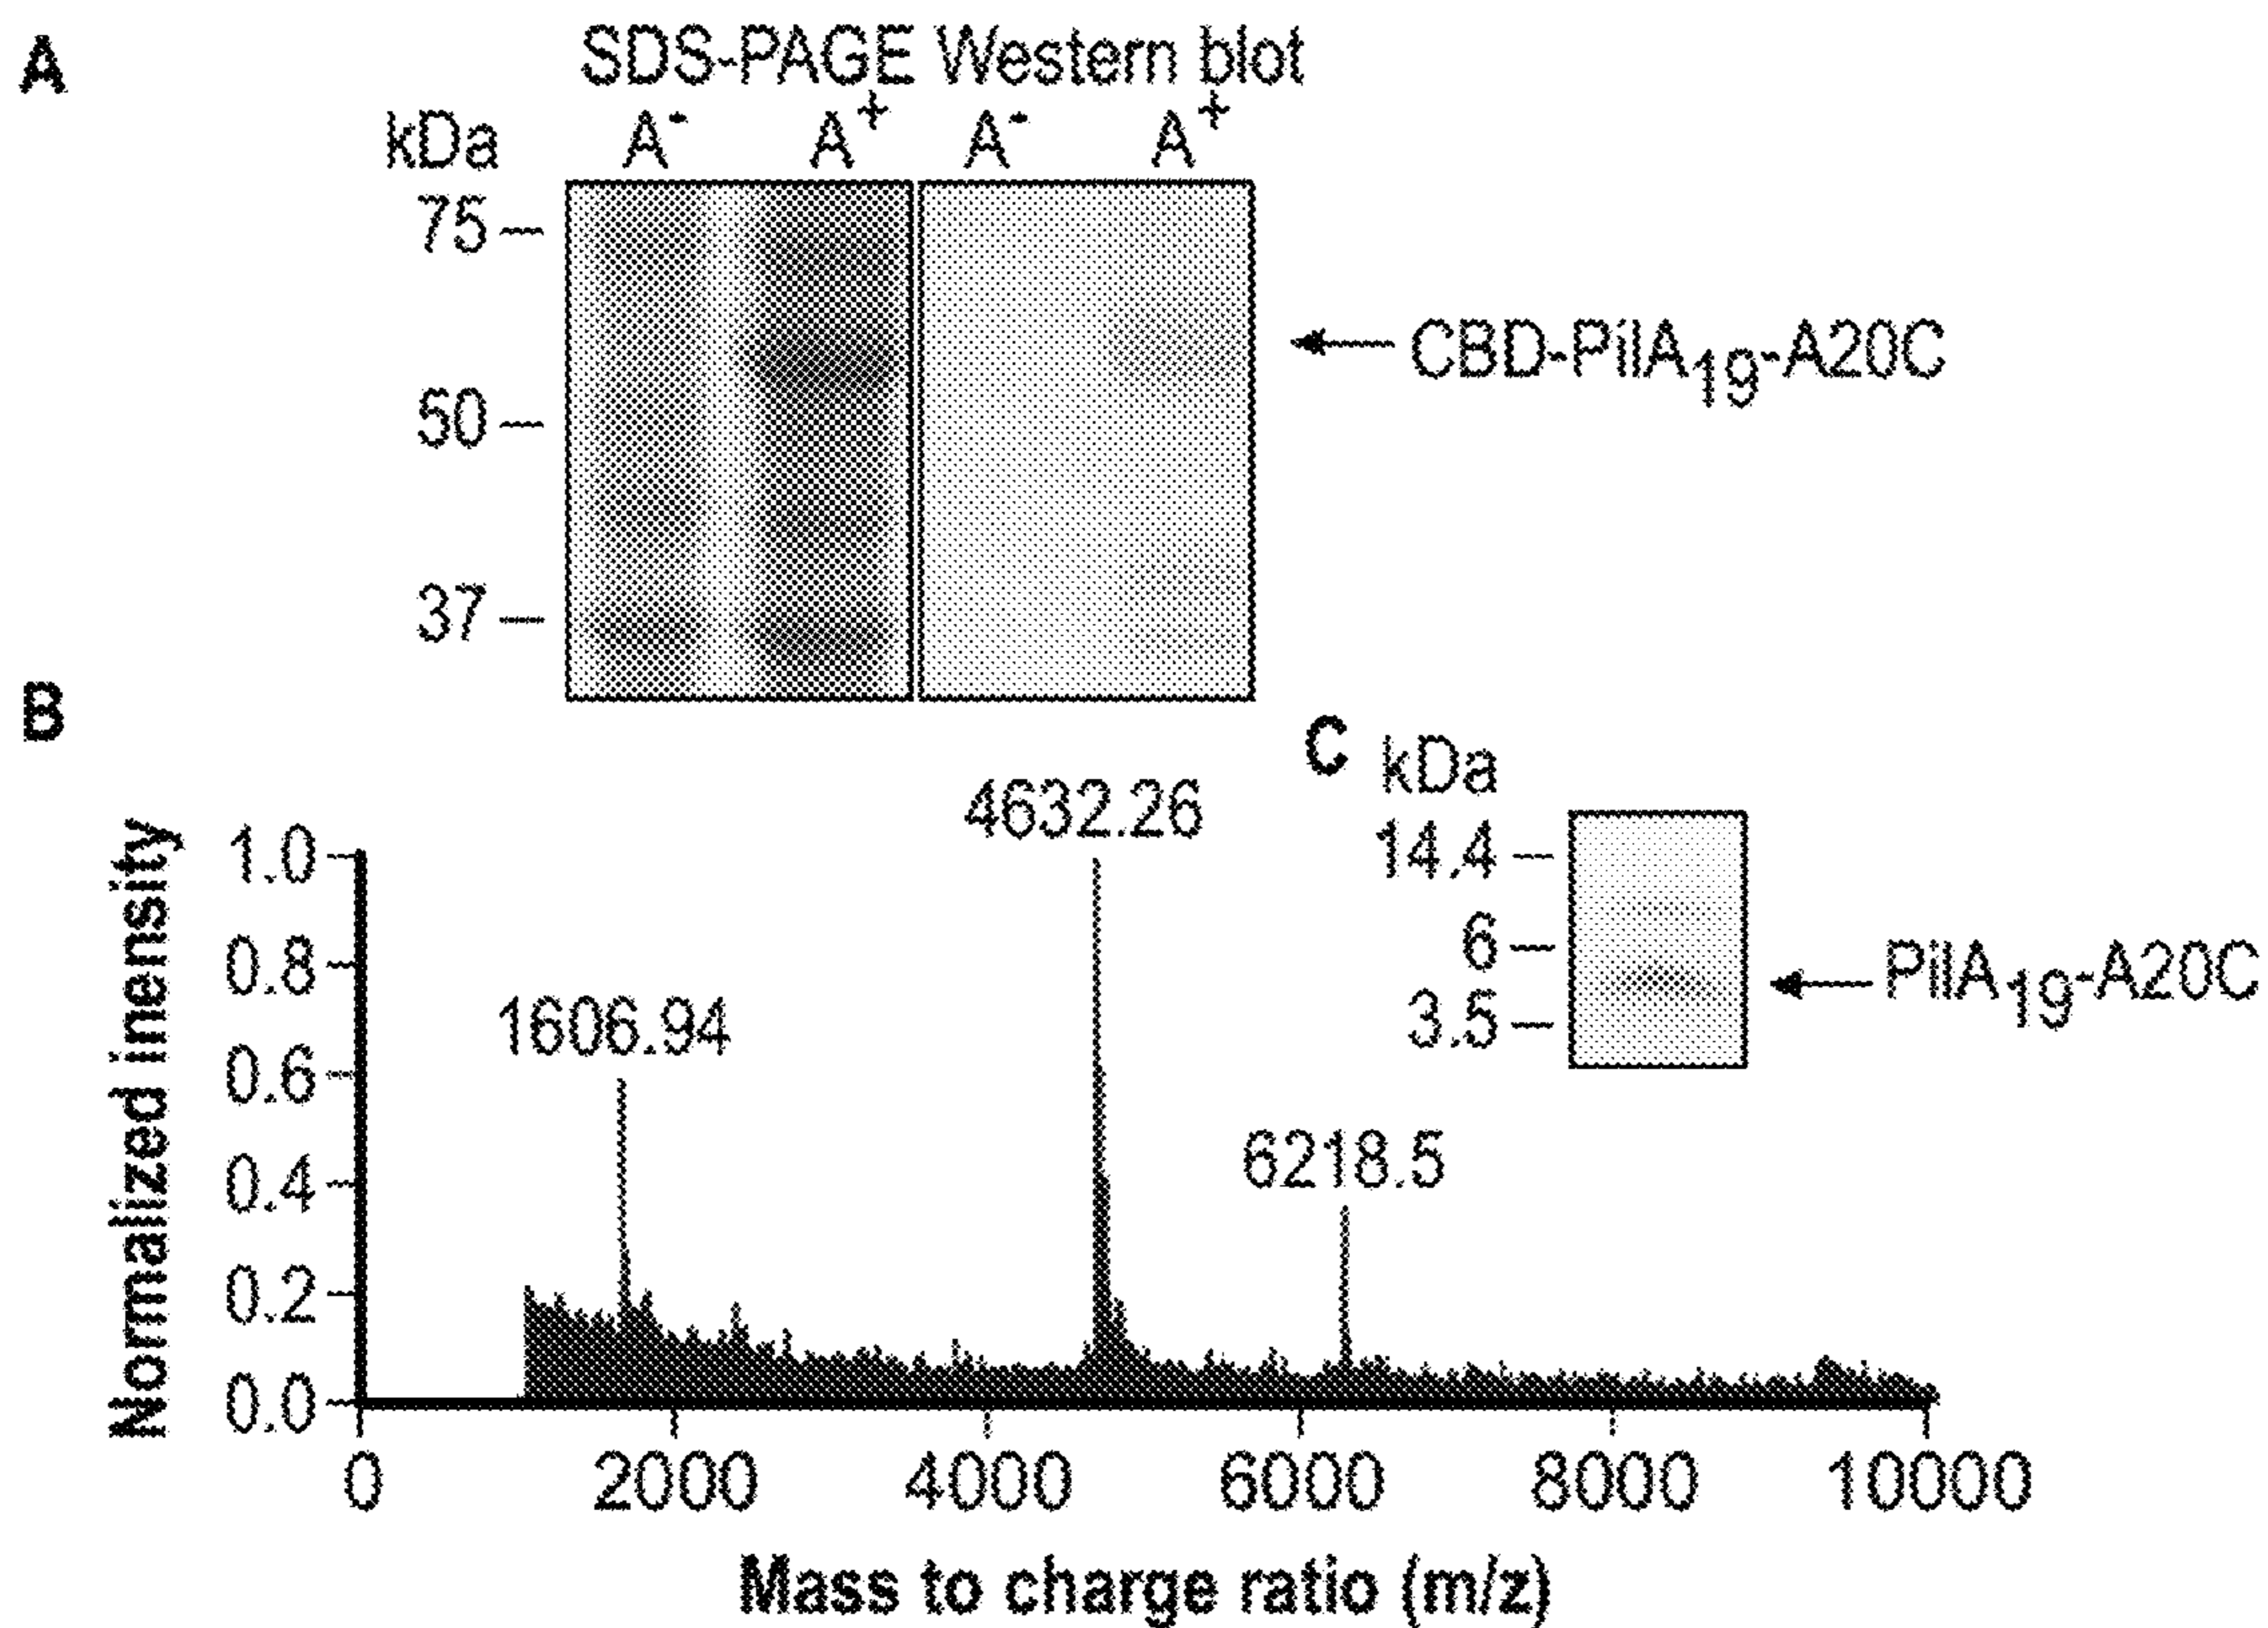 A
SDS-PAGE Western blot
kDa A- A+ A- A+
75
50
37
CBD-PilA19-A20C
B
C kDa
14.4
6
3.5
PilA19-A20C
4632.26
1606.94
6218.5
Normalized inensity
1.0
0.8
0.6
0.4
0.2
0.0
0 2000 4000 6000 8000 10000
Mass to charge ratio (m/z)